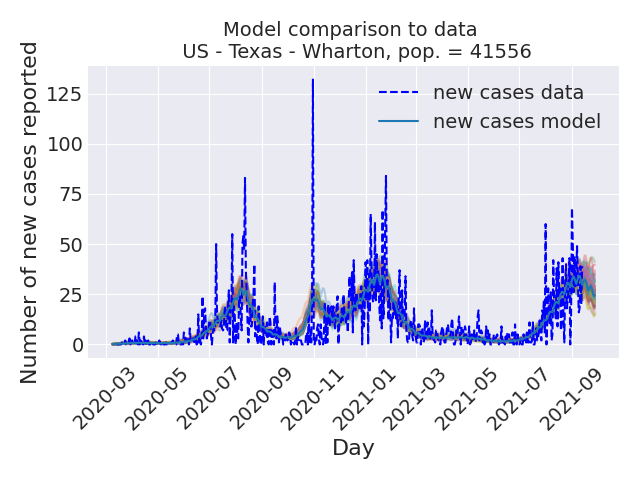 Model comparison to data
US - Texas - Wharton, pop. = 41556
Number of new cases reported
125
100
75
50
25
0
new cases data
new cases model
2020-03
2020-05
2020-07
2020-09
2020-11
2021-01
2021-03
2021-05
2021-07
2021-09
Day